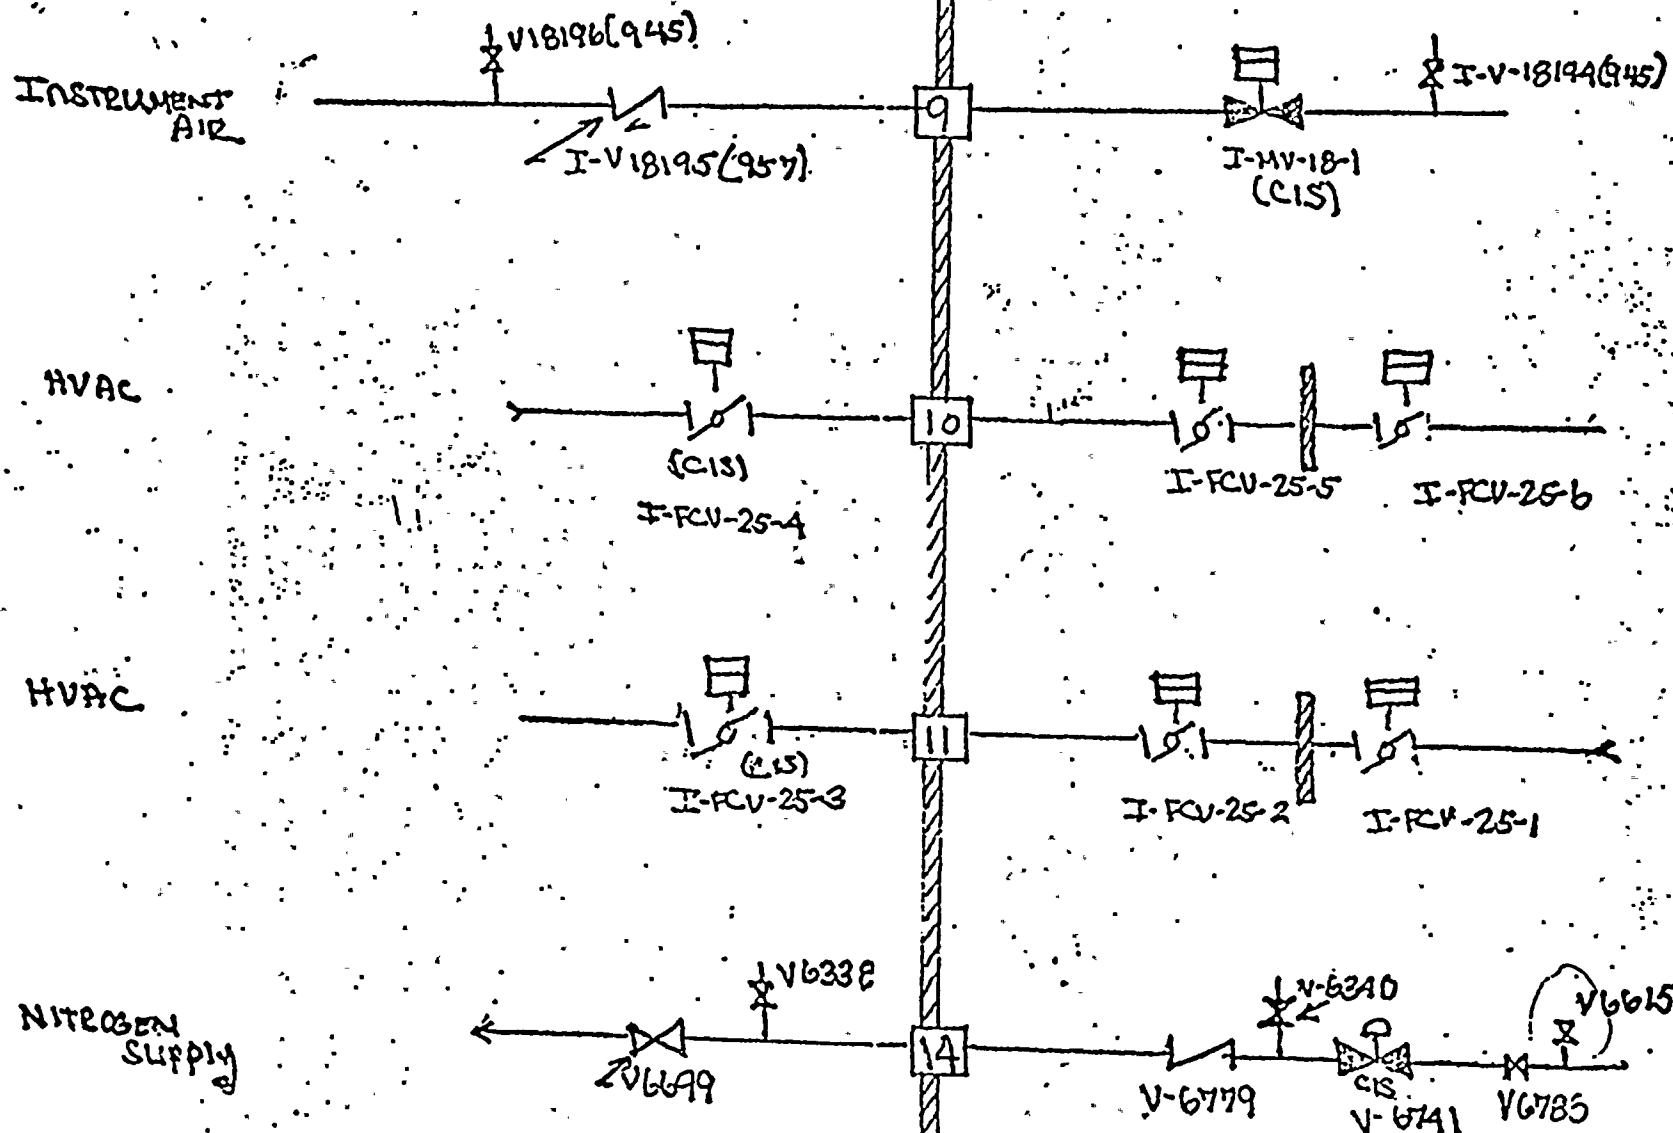 V18196(945)
INSTRUMENT
AIR
9
I-V-18194(945)
I-V18195(957)
I-MV-18-1
(CIS)
HVAC
10
(CIS)
I-FCV-25-4
I-FCV-25-5
I-FCV-25-6
HVAC
11
(CIS)
I-FCV-25-3
I-FCV-25-2
I-FCV-25-1
V6338
V-6340
V6615
NITROGEN
SUPPLY
14
V6699
V-6779
CIS
V-6741